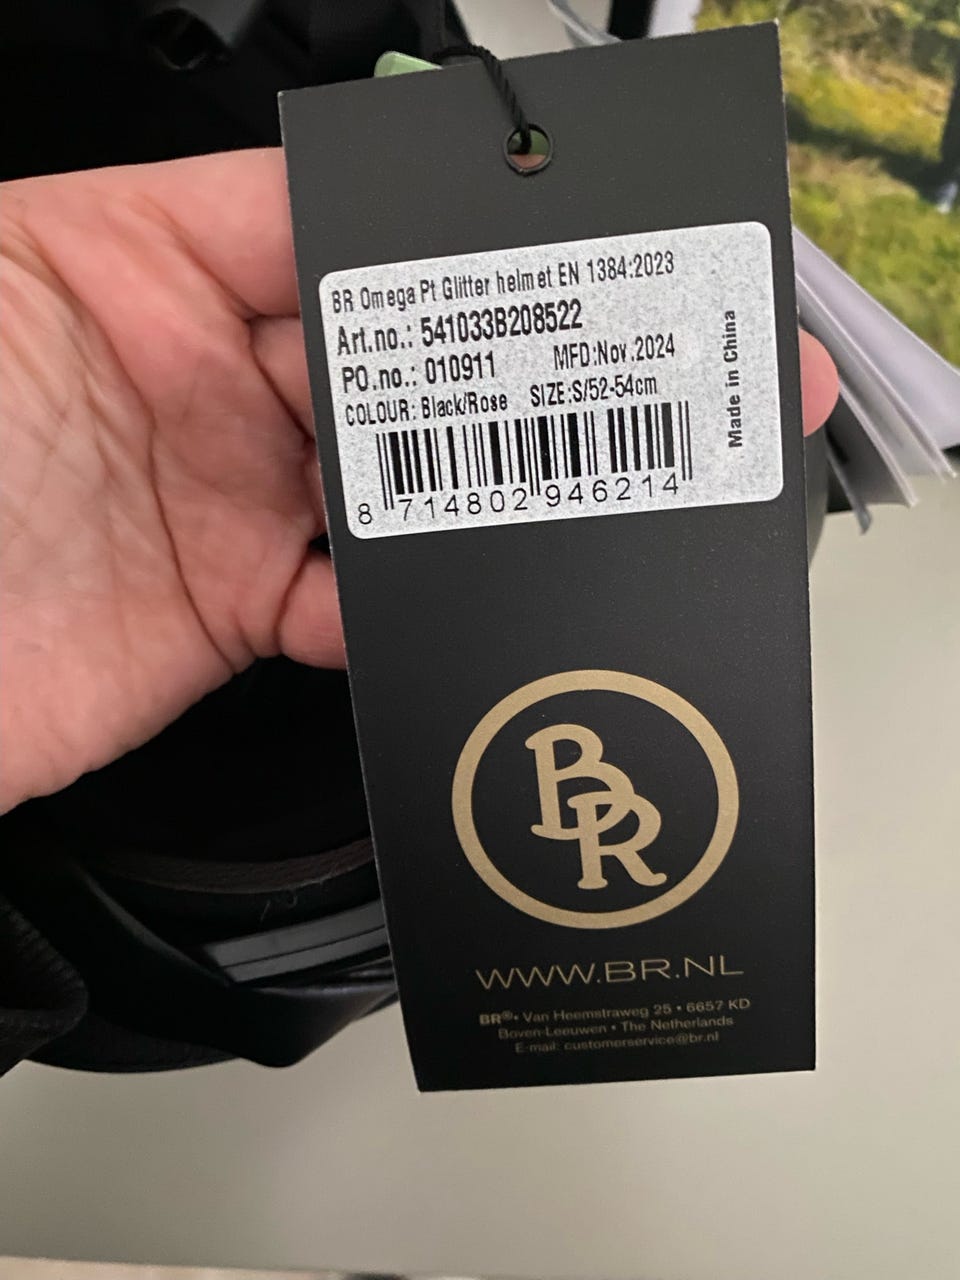 BR Omega Pt Glitter helmet EN 1384:2023
Art.no.: 541033B208522
PO.no.: 010911 MFD:Nov.2024
COLOUR: Black/Rose SIZE:S/52-54cm
Made in China
8 714802 946214
BR
WWW.BR.NL
BR®• Van Heemstraweg 25 • 6657 KD
Boven-Leeuwen • The Netherlands
E-mail: customerservice@br.nl